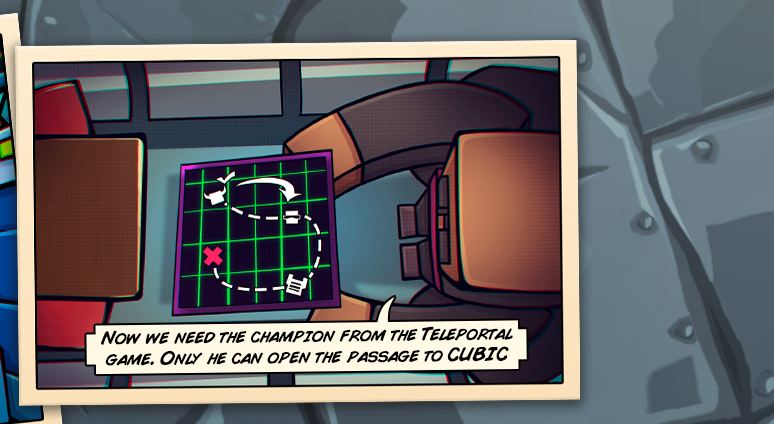 Now we need the champion from the Teleportal
game. Only he can open the passage to CUBIC